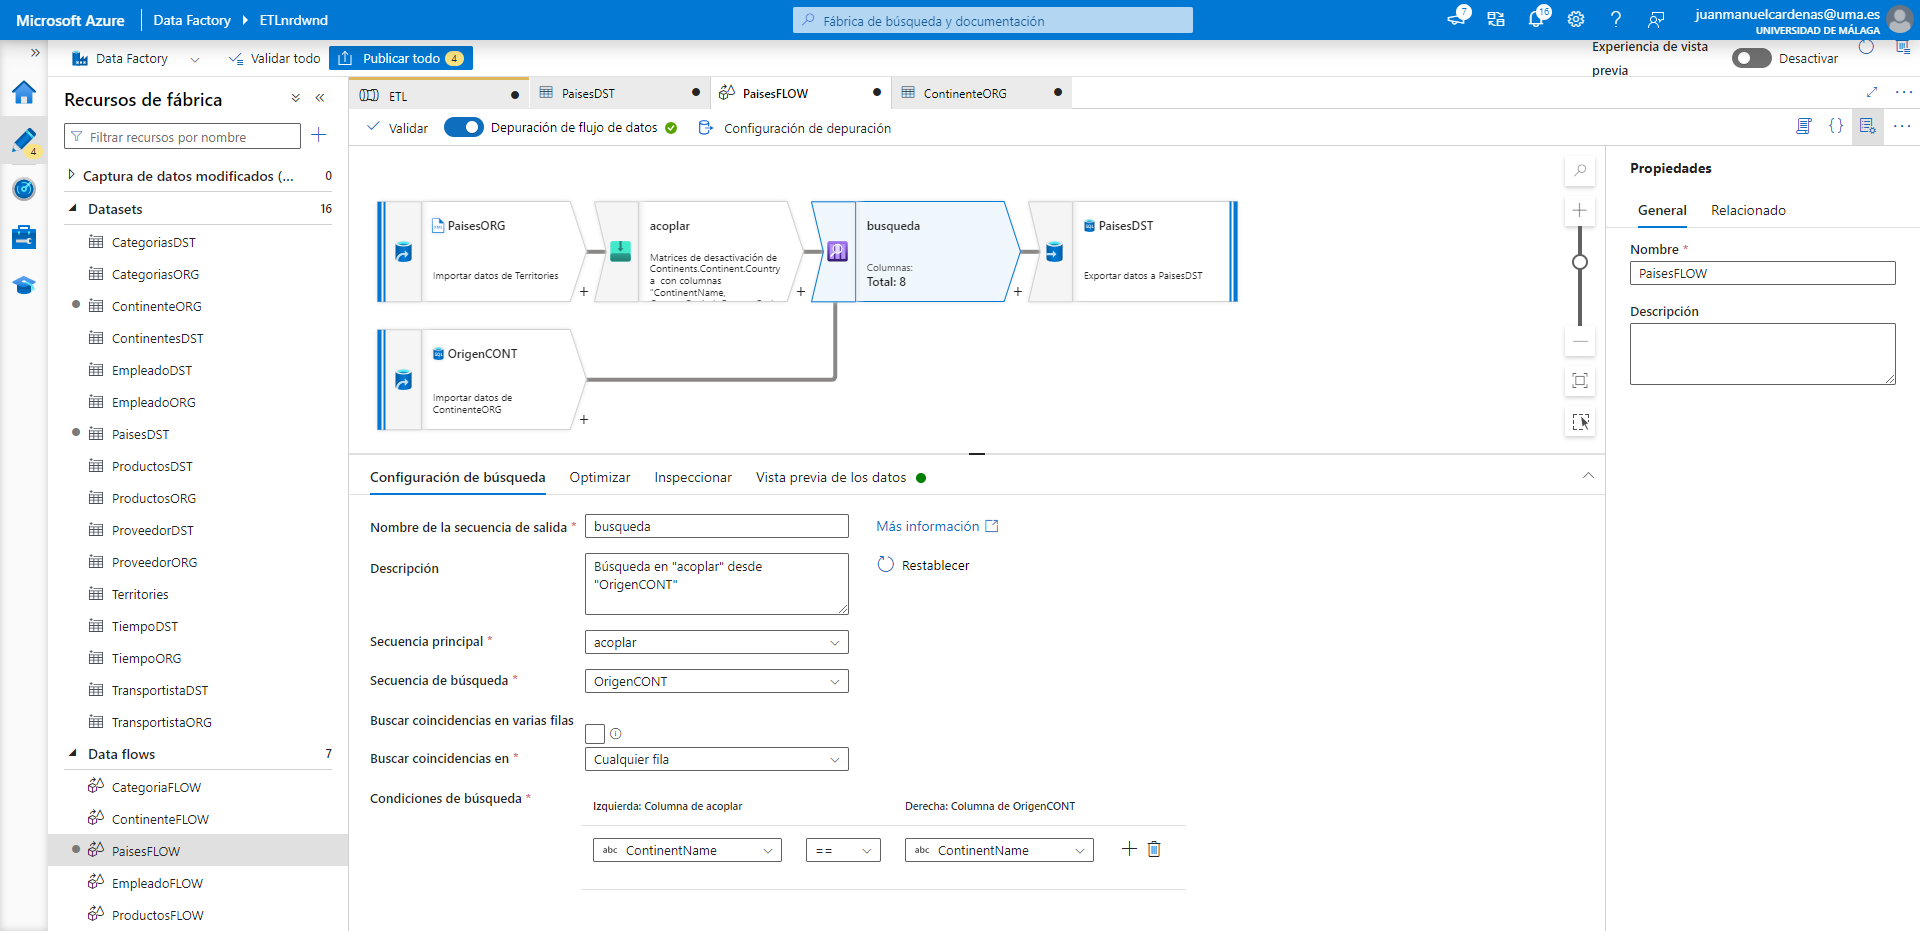 Microsoft Azure
Data Factory
ETLnrdwnd
Fábrica de búsqueda y documentación
7
16
juanmanuelcardenas@uma.es
UNIVERSIDAD DE MÁLAGA
Data Factory
Validar todo
Publicar todo
4
Experiencia de vista
previa
Desactivar
4
Recursos de fábrica
Filtrar recursos por nombre
Captura de datos modificados (...
0
Datasets
16
CategoriasDST
CategoriasORG
ContinenteORG
ContinentesDST
EmpleadoDST
EmpleadoORG
PaisesDST
ProductosDST
ProductosORG
ProveedorDST
ProveedorORG
Territories
TiempoDST
TiempoORG
TransportistaDST
TransportistaORG
Data flows
7
CategoriaFLOW
ContinenteFLOW
PaisesFLOW
EmpleadoFLOW
ProductosFLOW
ETL
PaisesDST
PaisesFLOW
ContinenteORG
Validar
Depuración de flujo de datos
Configuración de depuración
PaisesORG
Importar datos de Territories
acoplar
Matrices de desactivación de
Continents.Continent.Country
a con columnas
"ContinentName,
busqueda
Columnas:
Total: 8
PaisesDST
Exportar datos a PaisesDST
OrigenCONT
Importar datos de
ContinenteORG
Configuración de búsqueda
Optimizar
Inspeccionar
Vista previa de los datos
Nombre de la secuencia de salida *
busqueda
Más información
Descripción
Búsqueda en "acoplar" desde
"OrigenCONT"
Restablecer
Secuencia principal *
acoplar
Secuencia de búsqueda *
OrigenCONT
Buscar coincidencias en varias filas
Buscar coincidencias en *
Cualquier fila
Condiciones de búsqueda *
Izquierda: Columna de acoplar
Derecha: Columna de OrigenCONT
abc ContinentName
==
abc ContinentName
Propiedades
General
Relacionado
Nombre *
PaisesFLOW
Descripción